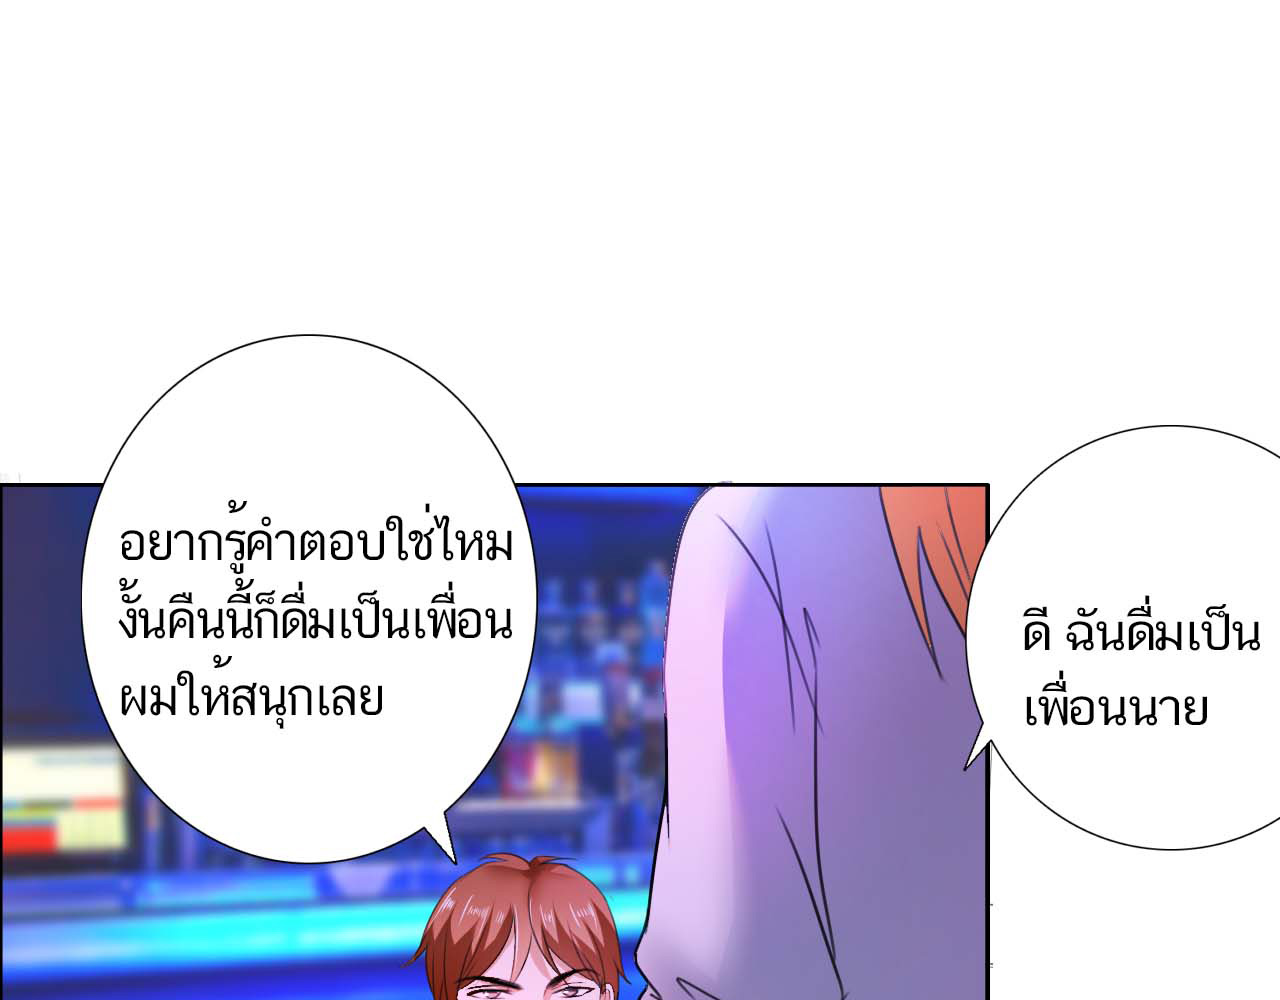 อยากรู้คำตอบใช่ไหม
งั้นคืนนี้ก็ดื่มเป็นเพื่อน
ผมให้สนุกเลย
ดี ฉันดื่มเป็น
เพื่อนนาย